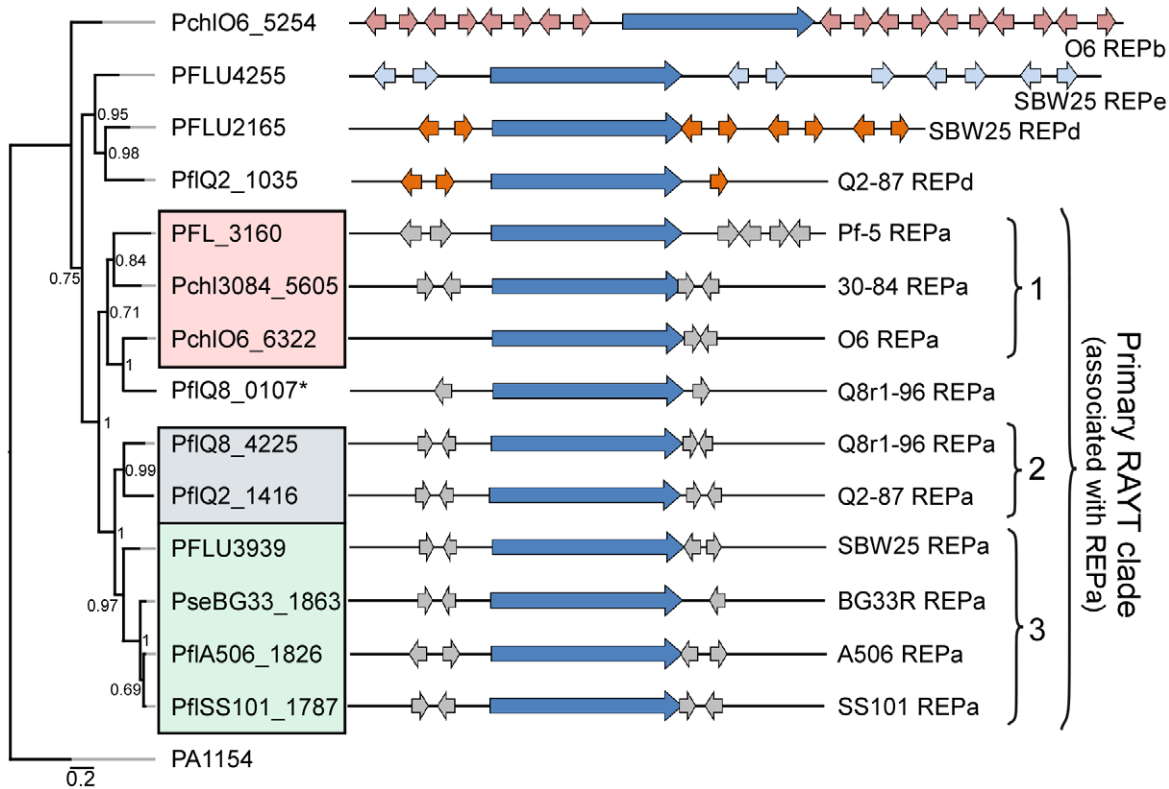 PchlO6_5254
O6 REPb
PFLU4255
SBW25 REPe
0.95
PFLU2165
SBW25 REPd
0.98
PflQ2_1035
Q2-87 REPd
PFL_3160
Pf-5 REPa
0.84
0.75
Pchl3084_5605
30-84 REPa
1
0.71
PchlO6_6322
O6 REPa
1
PflQ8_0107*
Q8r1-96 REPa
1
PflQ8_4225
Q8r1-96 REPa
0.99
2
PflQ2_1416
Q2-87 REPa
1
PFLU3939
SBW25 REPa
0.97
PseBG33_1863
BG33R REPa
3
1
PflA506_1826
A506 REPa
0.69
PflSS101_1787
SS101 REPa
Primary RAYT clade
(associated with REPa)
PA1154
0.2